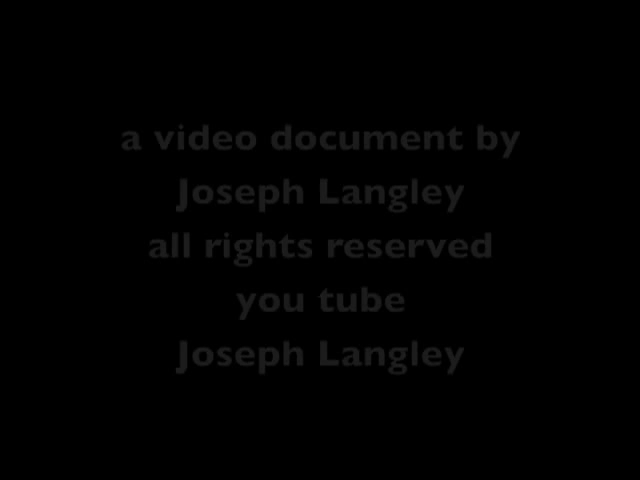 a video document by
Joseph Langley
all rights reserved
you tube
Joseph Langley